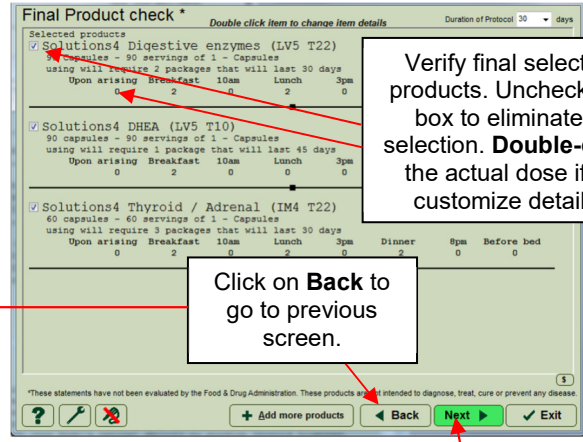 Final Product check *
Double click item to change item details
Duration of Protocol 30 days
Selected products
Solutions4 Digestive enzymes (LV5 T22)
90 capsules - 90 servings of 1 - Capsules
using will require 2 packages that will last 30 days
Upon arising Breakfast 10am Lunch 3pm
0 2 0 2 0
Verify final select
products. Uncheck
box to eliminate
selection. Double-
the actual dose if
customize detail
Solutions4 DHEA (LV5 T10)
90 capsules - 90 servings of 1 - Capsules
using will require 1 package that will last 45 days
Upon arising Breakfast 10am Lunch 3pm
0 2 0 0 0
Solutions4 Thyroid / Adrenal (IM4 T22)
60 capsules - 60 servings of 1 - Capsules
using will require 3 packages that will last 30 days
Upon arising Breakfast 10am Lunch 3pm Dinner 8pm Before bed
0 2 0 2 0 2 0 0
Click on Back to
go to previous
screen.
$
*These statements have not been evaluated by the Food & Drug Administration. These products are not intended to diagnose, treat, cure or prevent any disease.
? + Add more products Back Next Exit